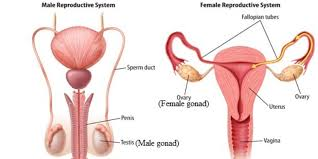 Male Reproductive System
Sperm duct
Penis
Testis (Male gonad)
Female Reproductive System
Fallopian tubes
Ovary
(Female gonad)
Ovary
Uterus
Vagina